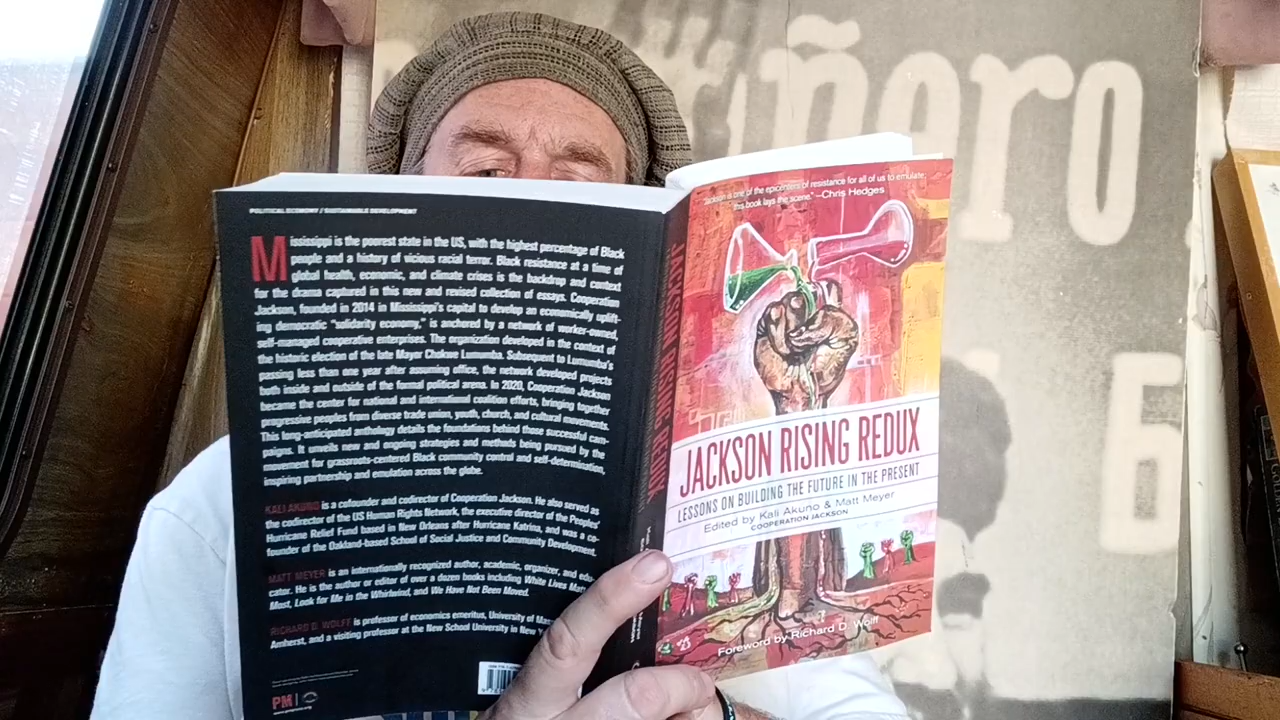 POLITICAL ECONOMY / SUSTAINABLE DEVELOPMENT
Mississippi is the poorest state in the US, with the highest percentage of Black
people and a history of vicious racial terror. Black resistance at a time of
global health, economic, and climate crises is the backdrop and context
for the drama captured in this new and revised collection of essays. Cooperation
Jackson, founded in 2014 in Mississippi's capital to develop an economically uplift-
ing democratic "solidarity economy," is anchored by a network of worker-owned,
self-managed cooperative enterprises. The organization developed in the context of
the historic election of the late Mayor Chokwe Lumumba. Subsequent to Lumumba's
passing less than one year after assuming office, the network developed projects
both inside and outside of the formal political arena. In 2020, Cooperation Jackson
became the center for national and international coalition efforts, bringing together
progressive peoples from diverse trade union, youth, church, and cultural movements.
This long-anticipated anthology details the foundations behind those successful cam-
paigns. It unveils new and ongoing strategies and methods being pursued by the
movement for grassroots-centered Black community control and self-determination,
inspiring partnership and emulation across the globe.
KALI AKUNO is a cofounder and codirector of Cooperation Jackson. He also served as
the codirector of the US Human Rights Network, the executive director of the Peoples'
Hurricane Relief Fund based in New Orleans after Hurricane Katrina, and was a co-
founder of the Oakland-based School of Social Justice and Community Development.
MATT MEYER is an internationally recognized author, academic, organizer, and edu-
cator. He is the author or editor of over a dozen books including White Lives Matter
Most, Look for Me in the Whirlwind, and We Have Not Been Moved.
RICHARD D. WOLFF is professor of economics emeritus, University of Mass
Amherst, and a visiting professor at the New School University in New Y
PM
www.pmpress.org
JACKSON RISING REDUX
"Jackson is one of the epicenters of resistance for all of us to emulate;
this book lays the scene." —Chris Hedges
JACKSON RISING REDUX
LESSONS ON BUILDING THE FUTURE IN THE PRESENT
Edited by Kali Akuno & Matt Meyer
COOPERATION JACKSON
Foreword by Richard D. Wolff
ñero
6